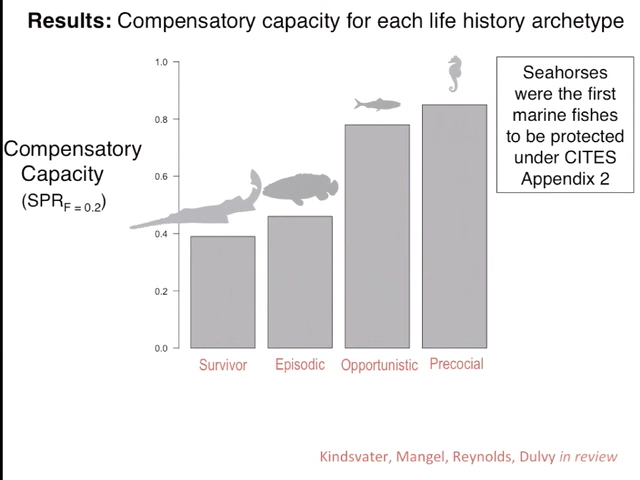 Results: Compensatory capacity for each life history archetype
Compensatory
Capacity
(SPRF = 0.2)
1.0
0.8
0.6
0.4
0.2
0.0
Survivor
Episodic
Opportunistic
Precocial
Seahorses
were the first
marine fishes
to be protected
under CITES
Appendix 2
Kindsvater, Mangel, Reynolds, Dulvy in review